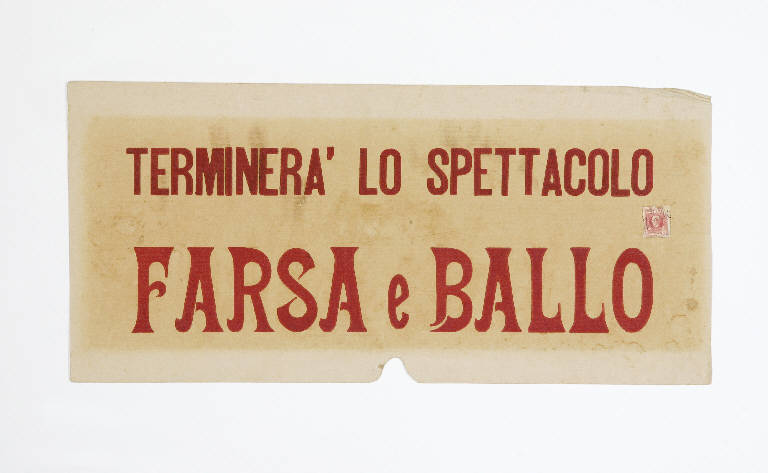 TERMINERA' LO SPETTACOLO
FARSA e BALLO